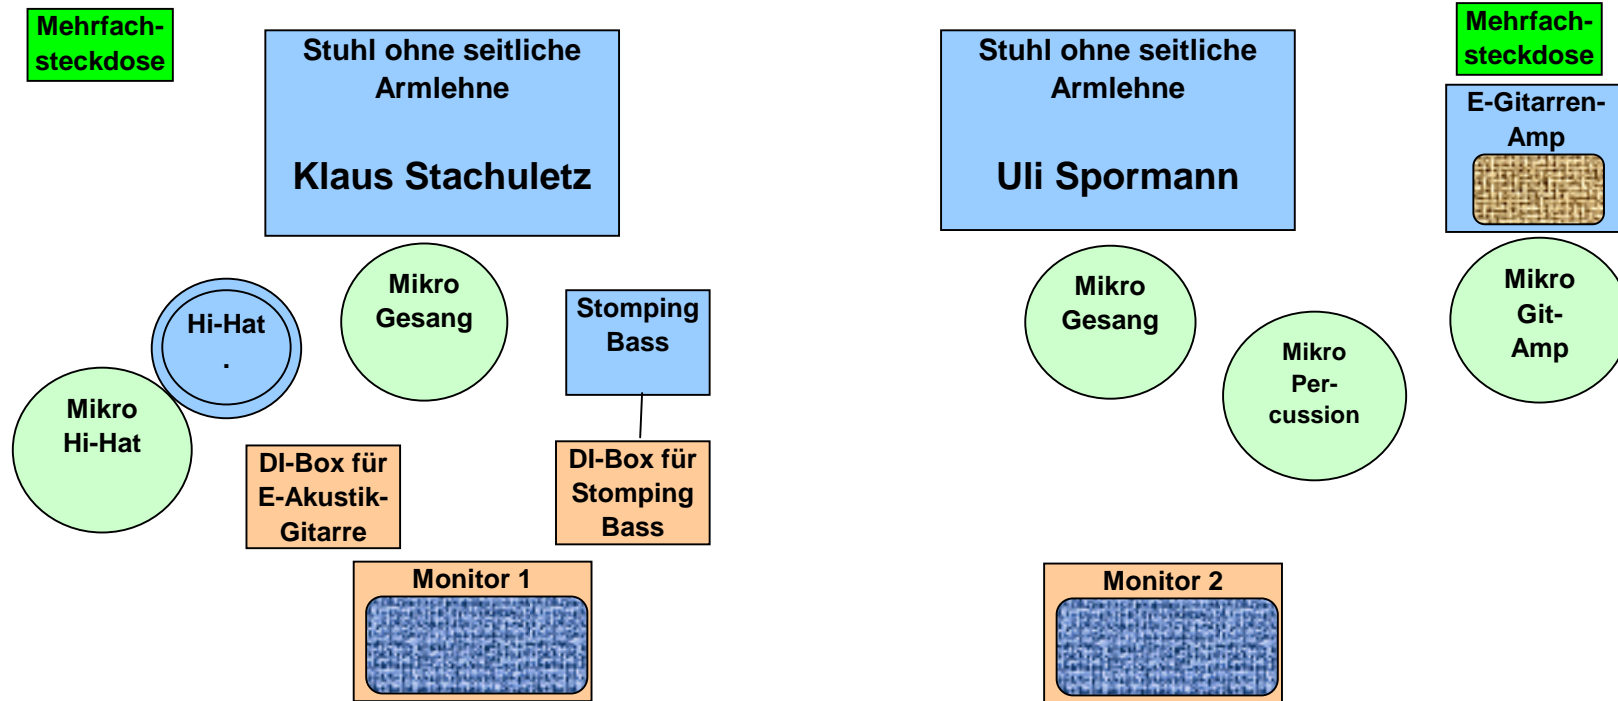 Mehrfach-
steckdose
Stuhl ohne seitliche
Armlehne
Klaus Stachuletz
Stuhl ohne seitliche
Armlehne
Uli Spormann
Mehrfach-
steckdose
E-Gitarren-
Amp
Mikro
Gesang
Hi-Hat
.
Stomping
Bass
Mikro
Hi-Hat
DI-Box für
E-Akustik-
Gitarre
DI-Box für
Stomping
Bass
Monitor 1
Mikro
Gesang
Mikro
Per-
cussion
Mikro
Git-
Amp
Monitor 2